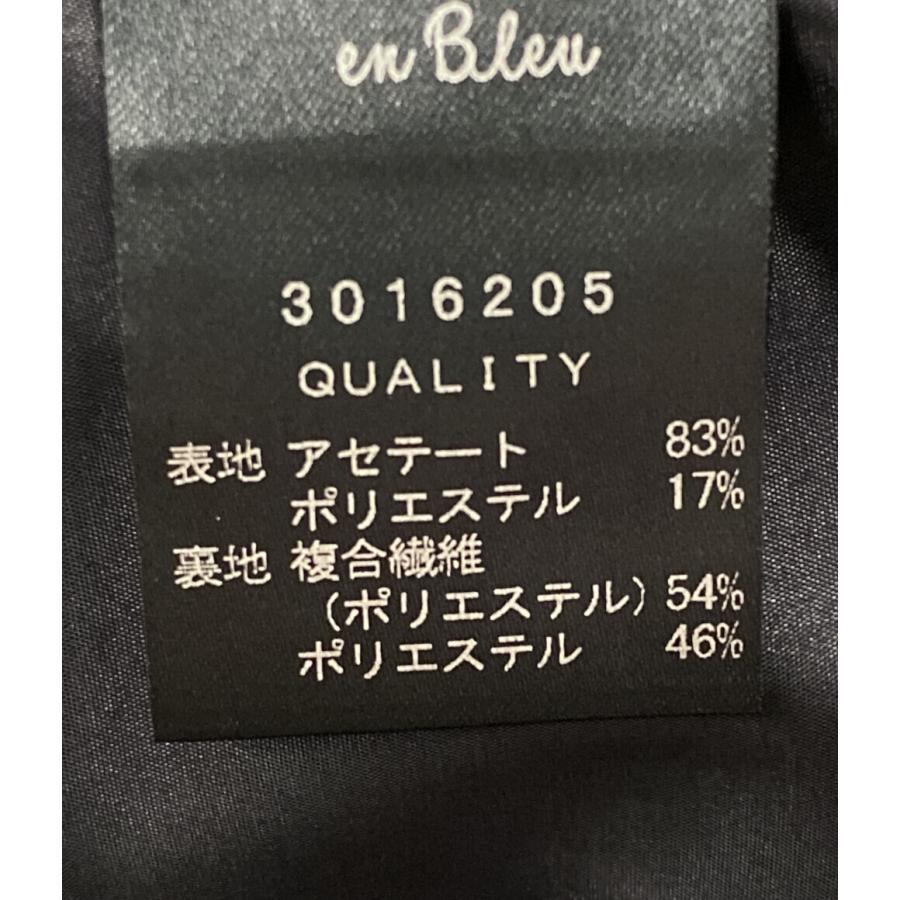 en Bleu
3016205
QUALITY
表地 アセテート 83%
ポリエステル 17%
裏地 複合繊維
(ポリエステル) 54%
ポリエステル 46%